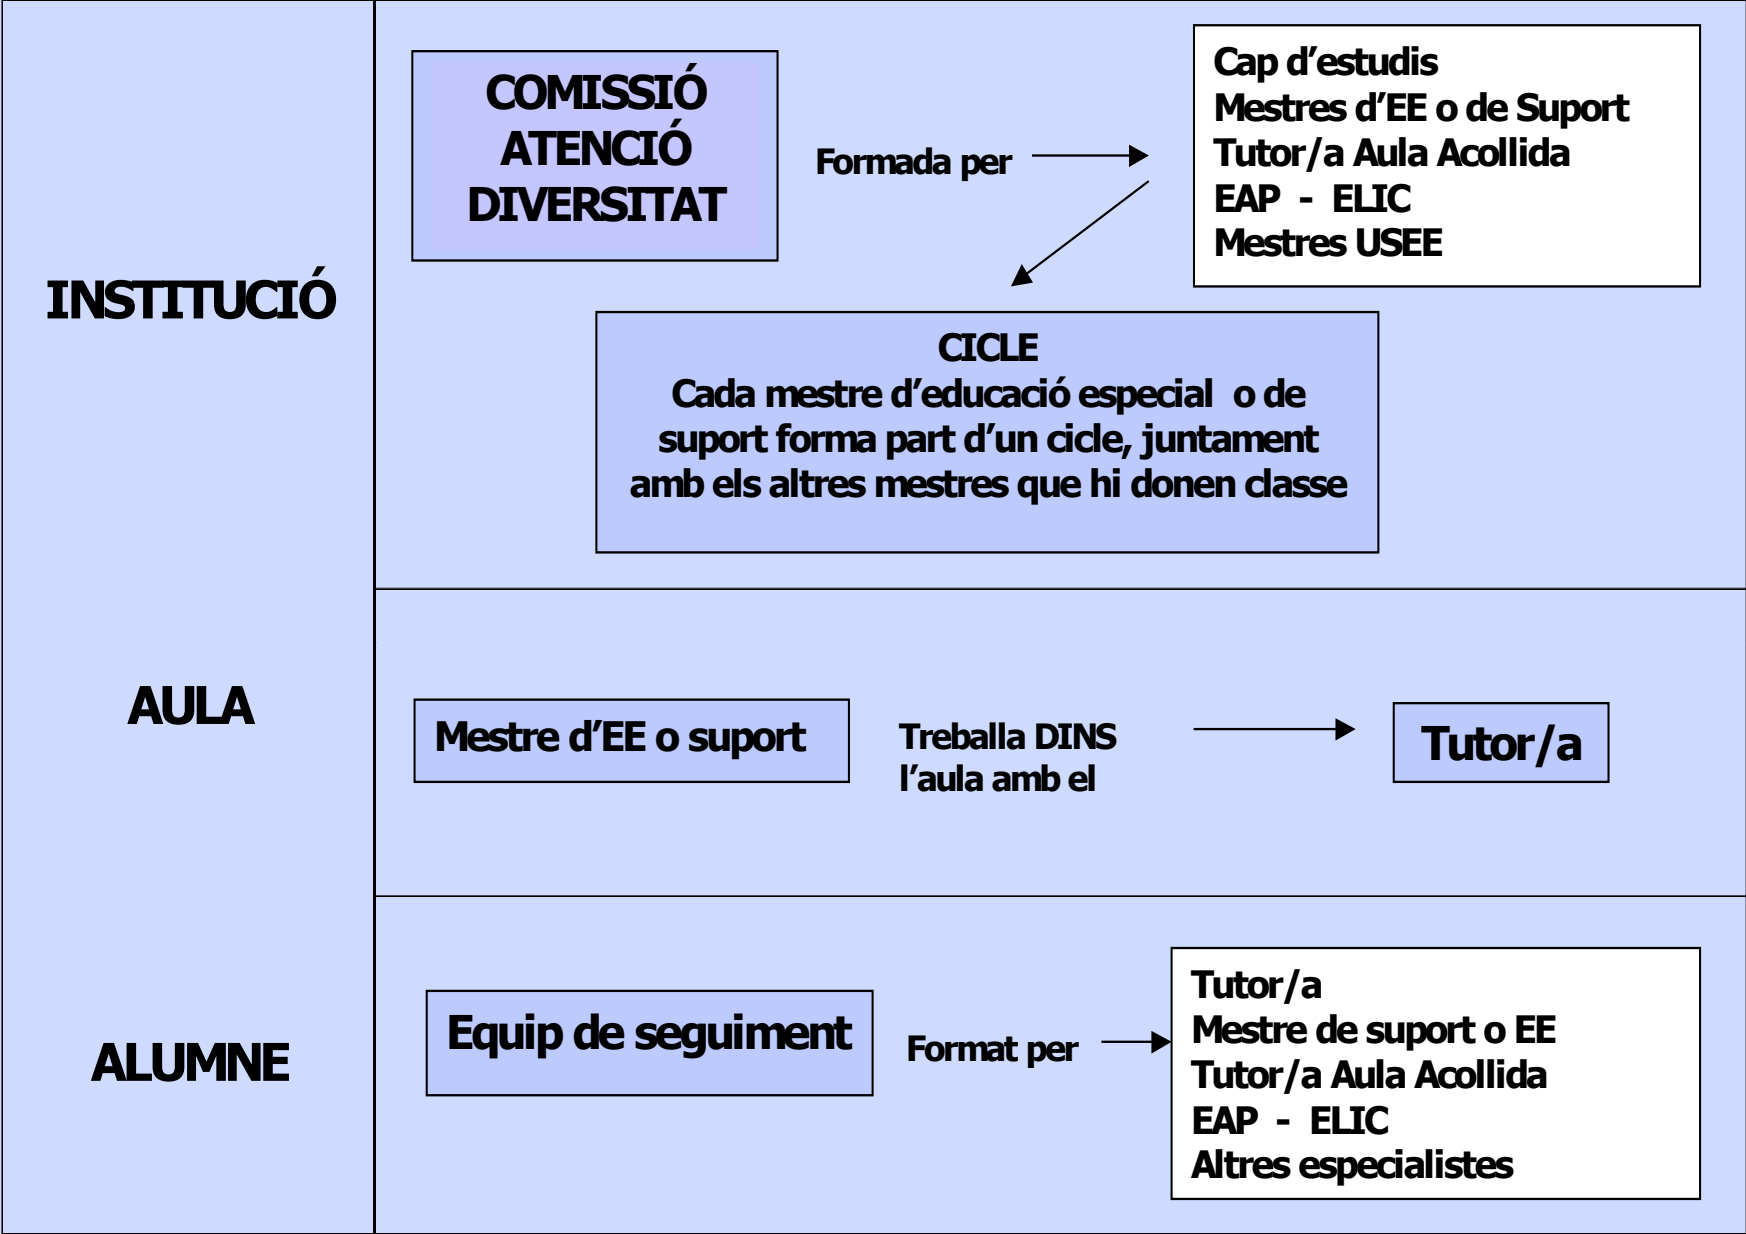 INSTITUCIÓ
COMISSIÓ
ATENCIÓ
DIVERSITAT
Formada per
Cap d’estudis
Mestres d’EE o de Suport
Tutor/a Aula Acollida
EAP - ELIC
Mestres USEE
CICLE
Cada mestre d’educació especial o de
suport forma part d’un cicle, juntament
amb els altres mestres que hi donen classe
AULA
Mestre d’EE o suport
Treballa DINS
l’aula amb el
Tutor/a
ALUMNE
Equip de seguiment
Format per
Tutor/a
Mestre de suport o EE
Tutor/a Aula Acollida
EAP - ELIC
Altres especialistes